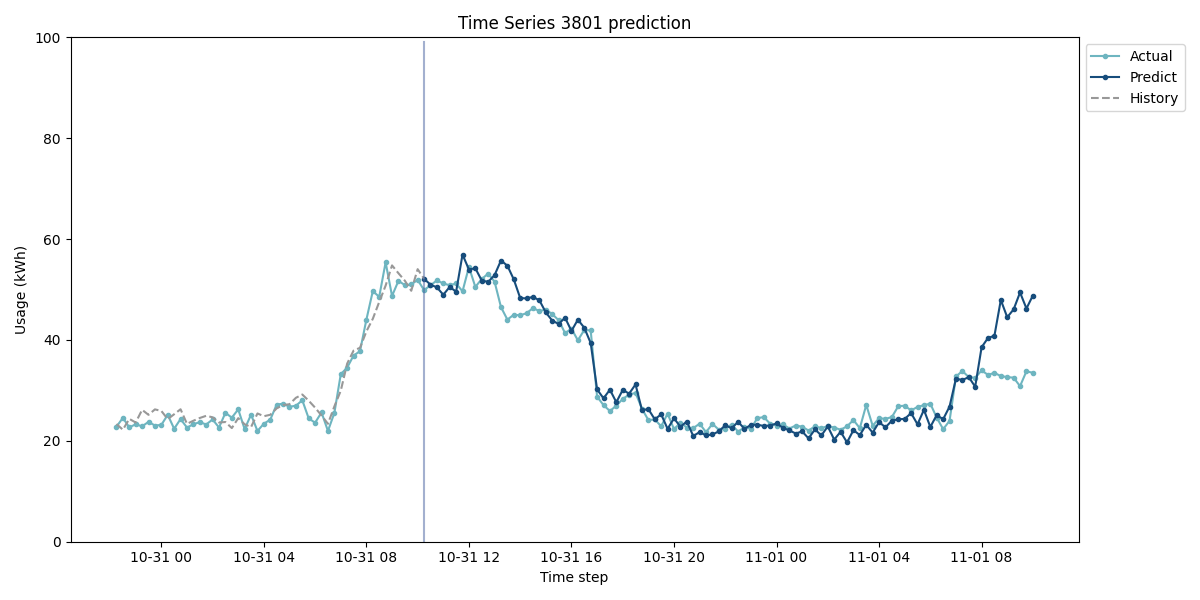 Time Series 3801 prediction
100
80
60
40
20
0
Usage (kWh)
10-31 00
10-31 04
10-31 08
10-31 12
10-31 16
10-31 20
11-01 00
11-01 04
11-01 08
Time step
Actual
Predict
History